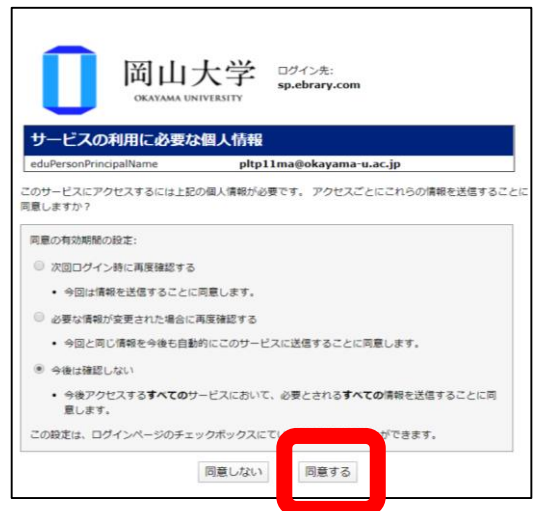 岡山大学
OKAYAMA UNIVERSITY
ログイン先:
sp.ebrary.com
サービスの利用に必要な個人情報
eduPersonPrincipalName pltp11ma@okayama-u.ac.jp
このサービスにアクセスするには上記の個人情報が必要です。 アクセスごとにこれらの情報を送信することに
同意しますか?
同意の有効期間の設定:
次回ログイン時に再度確認する
• 今回は情報を送信することに同意します。
必要な情報が変更された場合に再度確認する
• 今回と同じ情報を今後も自動的にこのサービスに送信することに同意します。
今後は確認しない
• 今後アクセスするすべてのサービスにおいて、必要とされるすべての情報を送信することに同
意します。
この設定は、ログインページのチェックボックスにて ができます。
同意しない 同意する